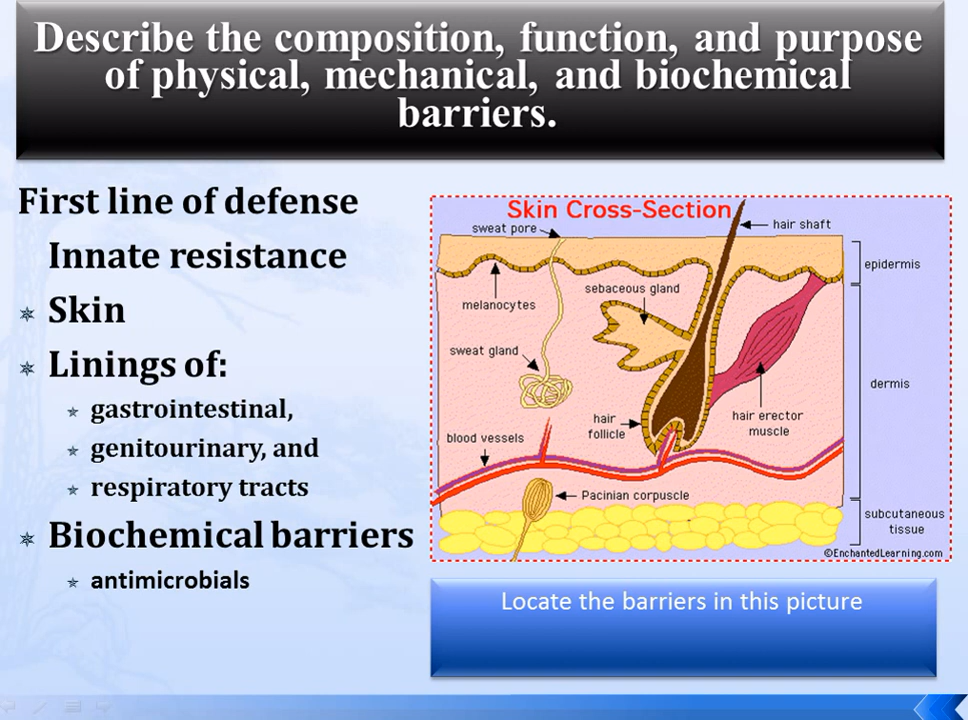 Describe the composition, function, and purpose
of physical, mechanical, and biochemical
barriers.
First line of defense
Innate resistance
Skin
Linings of:
gastrointestinal,
genitourinary, and
respiratory tracts
Biochemical barriers
antimicrobials
Skin Cross-Section
sweat pore
hair shaft
epidermis
melanocytes
sebaceous gland
sweat gland
dermis
hair
follicle
hair erector
muscle
blood vessels
Pacinian corpuscle
subcutaneous
tissue
©EnchantedLearning.com
Locate the barriers in this picture